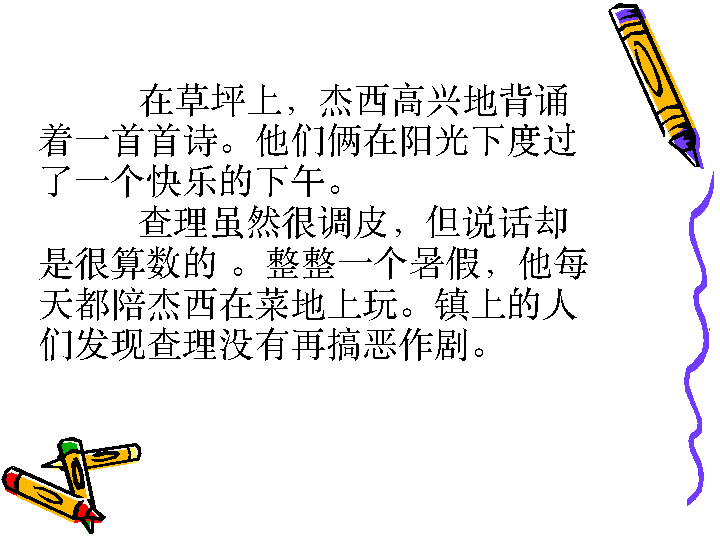 在草坪上，杰西高兴地背诵
着一首首诗。他们俩在阳光下度过
了一个快乐的下午。
查理虽然很调皮，但说话却
是很算数的 。整整一个暑假，他每
天都陪杰西在菜地上玩。镇上的人
们发现查理没有再搞恶作剧。